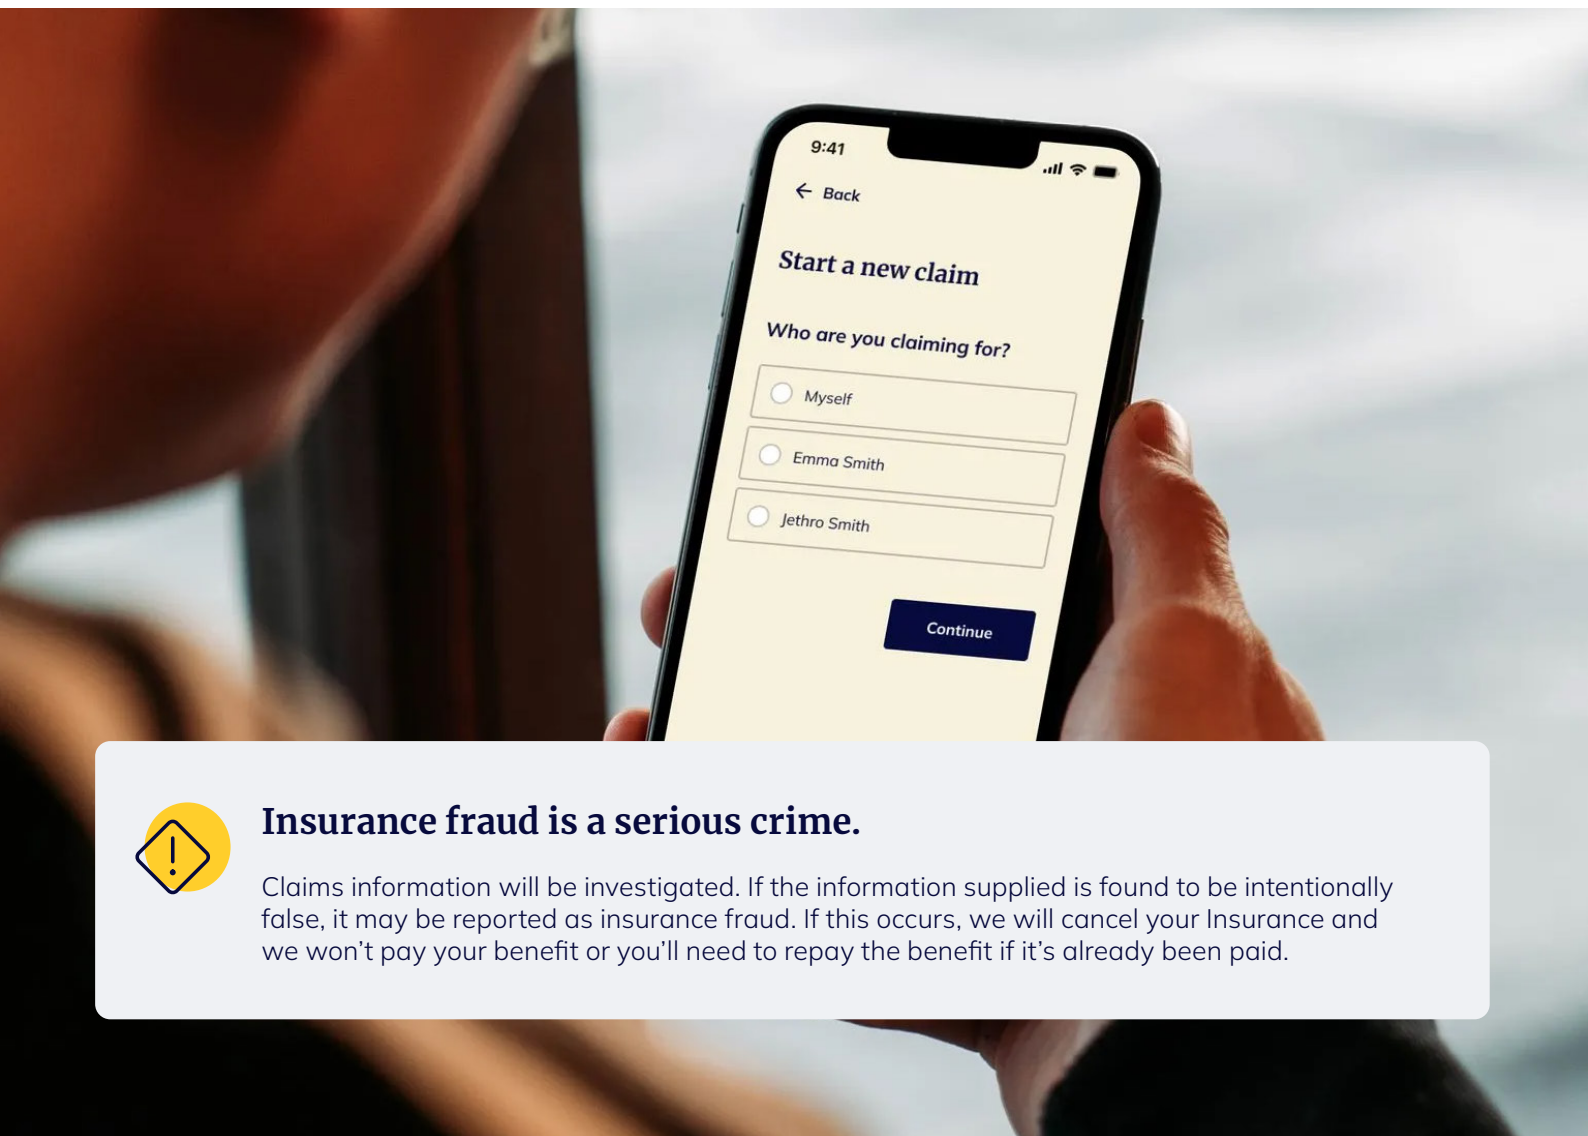 9:41
← Back
Start a new claim
Who are you claiming for?
Myself
Emma Smith
Jethro Smith
Continue
Insurance fraud is a serious crime.
Claims information will be investigated. If the information supplied is found to be intentionally
false, it may be reported as insurance fraud. If this occurs, we will cancel your Insurance and
we won’t pay your benefit or you’ll need to repay the benefit if it’s already been paid.